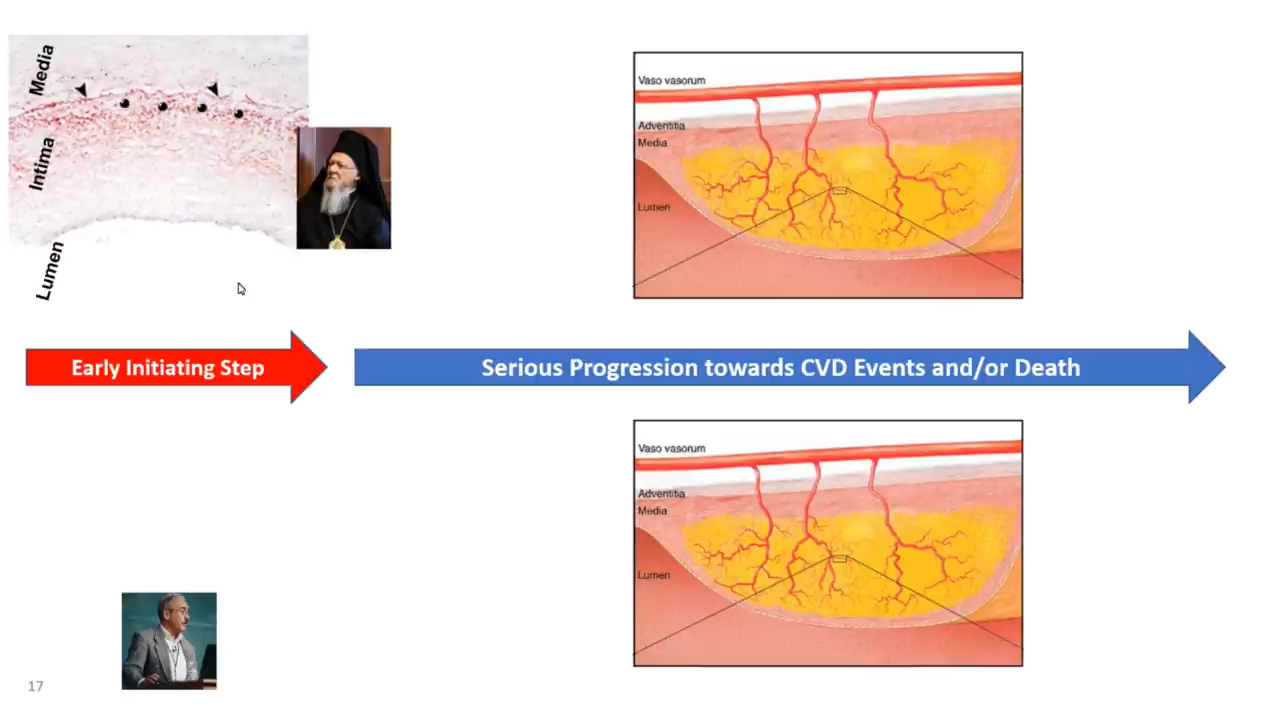 Media
Intima
Lumen
Vaso vasorum
Adventitia
Media
Lumen
Early Initiating Step
Serious Progression towards CVD Events and/or Death
Vaso vasorum
Adventitia
Media
Lumen
17